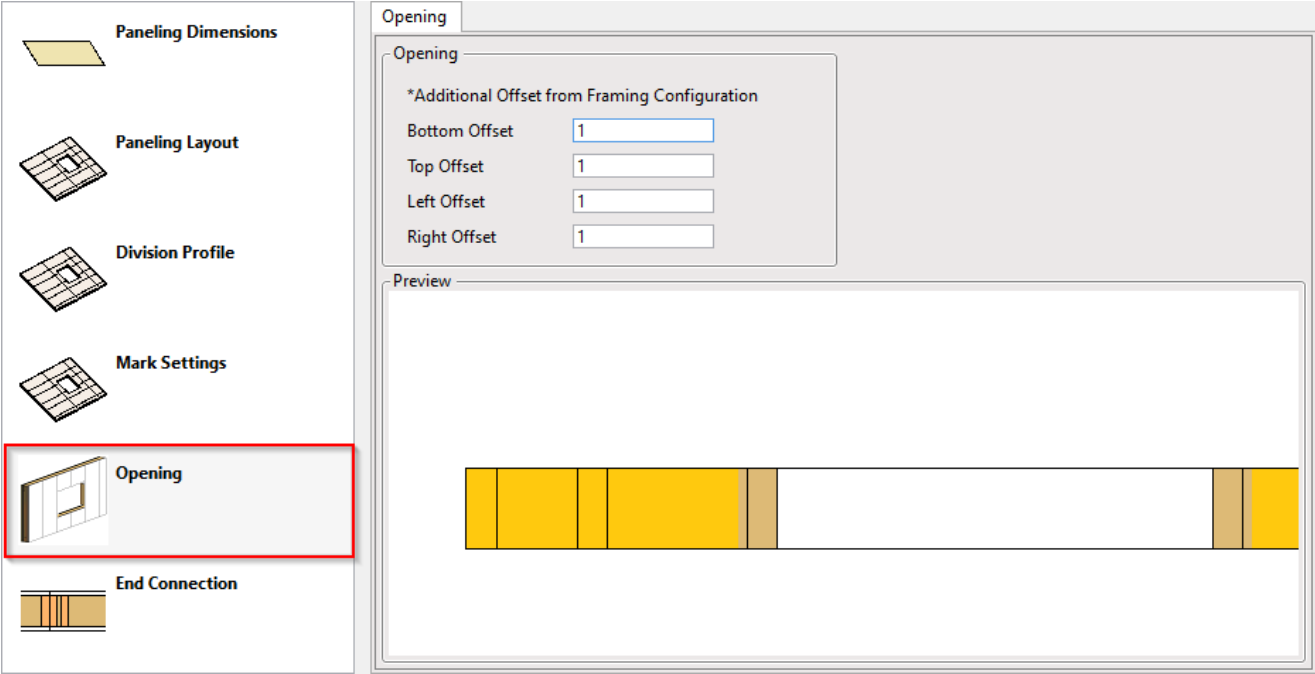 Paneling Dimensions
Paneling Layout
Division Profile
Mark Settings
Opening
End Connection
Opening
Opening
*Additional Offset from Framing Configuration
Bottom Offset 1
Top Offset 1
Left Offset 1
Right Offset 1
Preview